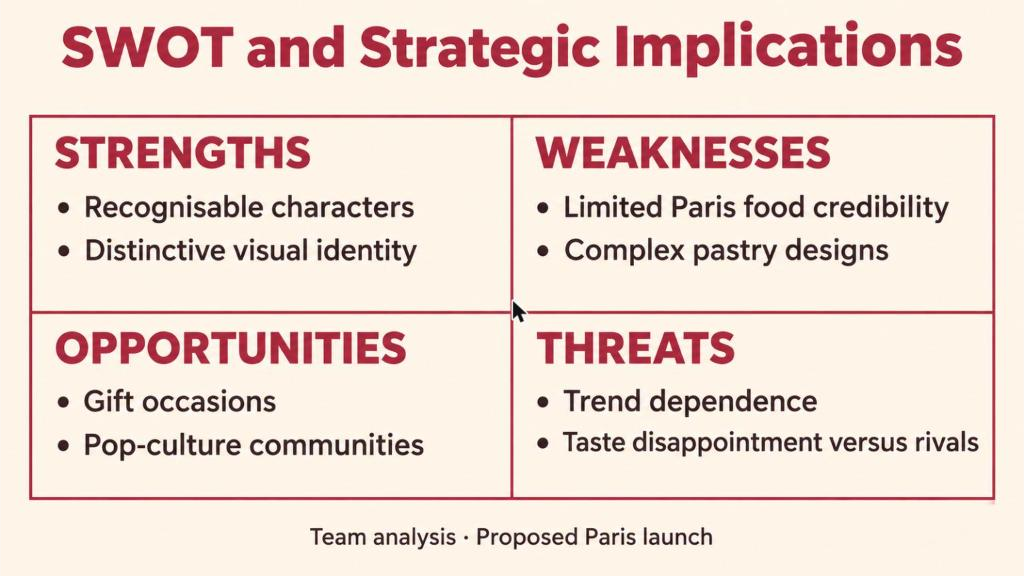 SWOT and Strategic Implications
STRENGTHS
• Recognisable characters
• Distinctive visual identity
WEAKNESSES
• Limited Paris food credibility
• Complex pastry designs
OPPORTUNITIES
• Gift occasions
• Pop-culture communities
THREATS
• Trend dependence
• Taste disappointment versus rivals
Team analysis · Proposed Paris launch